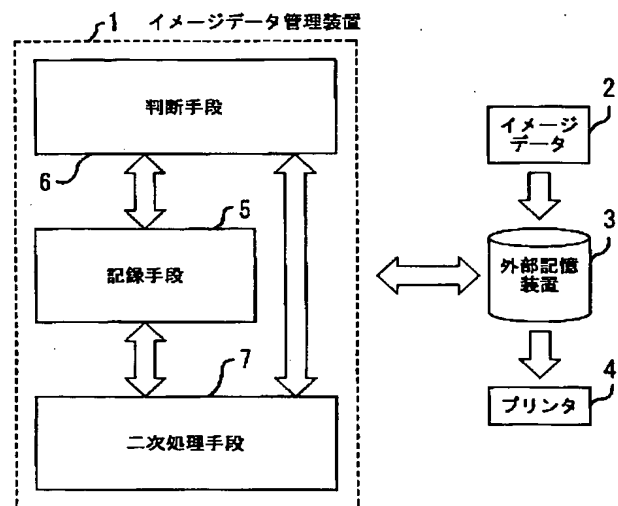 1 イメージデータ管理装置
判断手段
6
5
記録手段
7
二次処理手段
2
イメージ
データ
3
外部記憶
装置
4
プリンタ